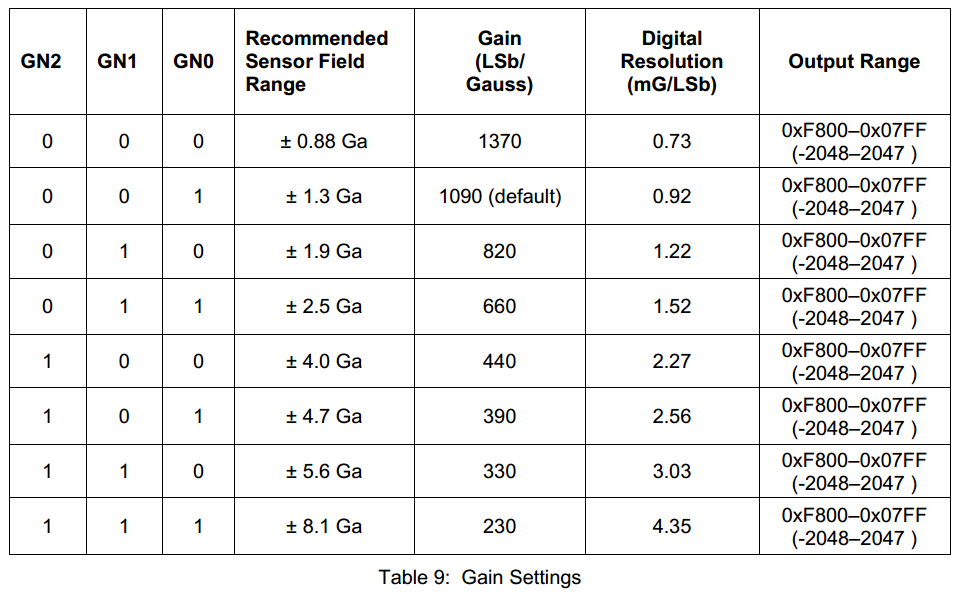 GN2 GN1 GN0 Recommended Sensor Field Range Gain (LSb/ Gauss) Digital Resolution (mG/LSb) Output Range
0 0 0 ± 0.88 Ga 1370 0.73 0xF800–0x07FF (-2048–2047 )
0 0 1 ± 1.3 Ga 1090 (default) 0.92 0xF800–0x07FF (-2048–2047 )
0 1 0 ± 1.9 Ga 820 1.22 0xF800–0x07FF (-2048–2047 )
0 1 1 ± 2.5 Ga 660 1.52 0xF800–0x07FF (-2048–2047 )
1 0 0 ± 4.0 Ga 440 2.27 0xF800–0x07FF (-2048–2047 )
1 0 1 ± 4.7 Ga 390 2.56 0xF800–0x07FF (-2048–2047 )
1 1 0 ± 5.6 Ga 330 3.03 0xF800–0x07FF (-2048–2047 )
1 1 1 ± 8.1 Ga 230 4.35 0xF800–0x07FF (-2048–2047 )
Table 9: Gain Settings